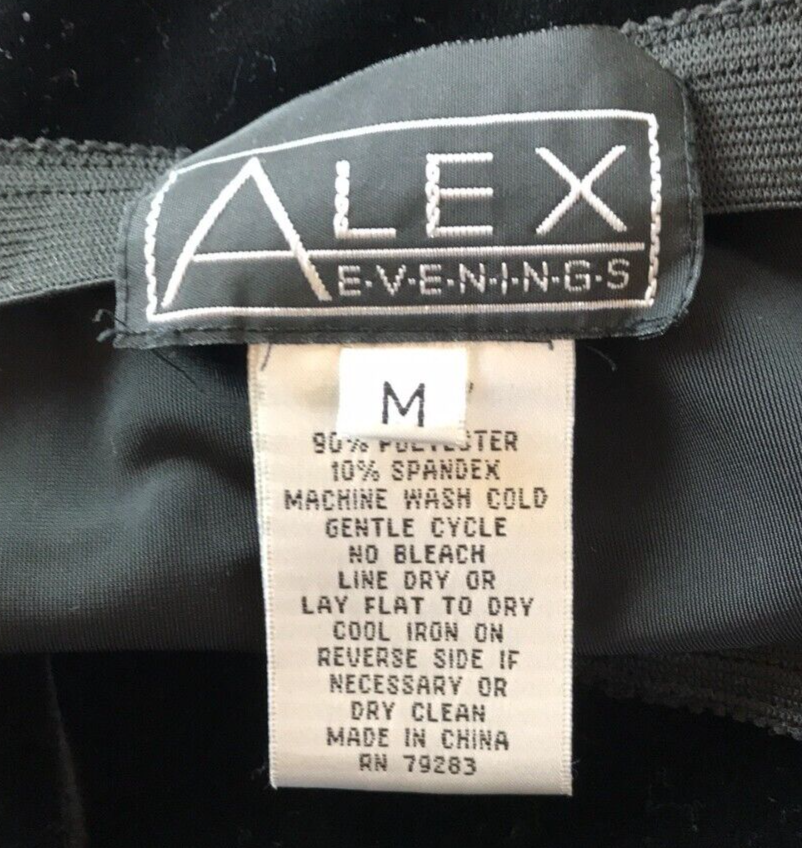 ALEX
E·V·E·N·I·N·G·S
M
90% POLYESTER
10% SPANDEX
MACHINE WASH COLD
GENTLE CYCLE
NO BLEACH
LINE DRY OR
LAY FLAT TO DRY
COOL IRON ON
REVERSE SIDE IF
NECESSARY OR
DRY CLEAN
MADE IN CHINA
RN 79283